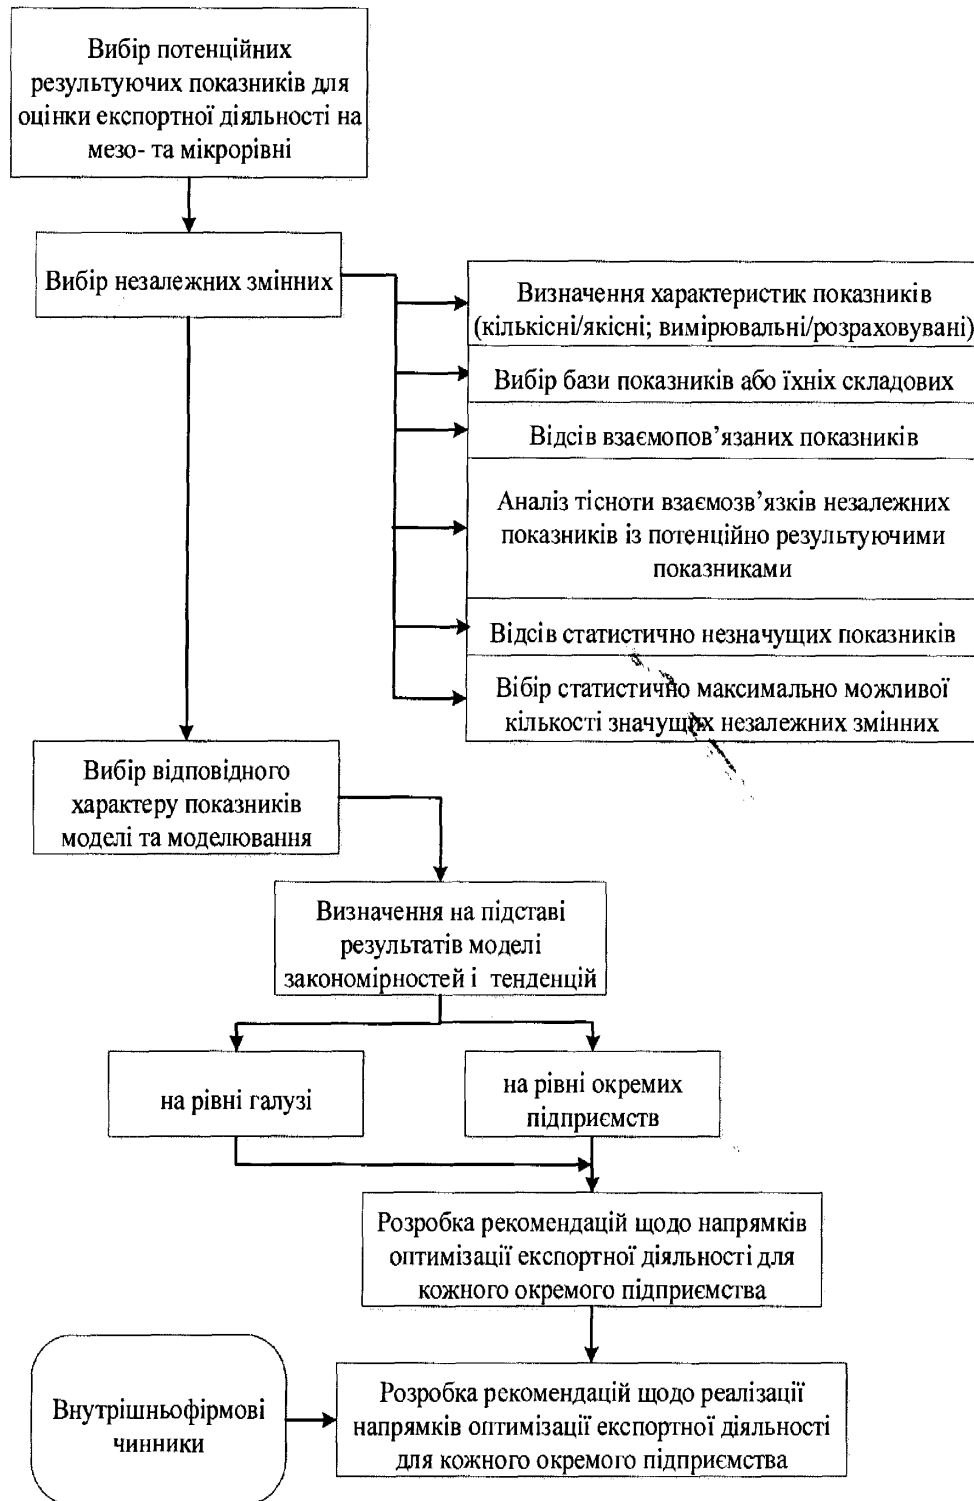 Вибір потенційних
результуючих показників для
оцінки експортної діяльності на
мезо- та мікрорівні
Вибір незалежних змінних
Визначення характеристик показників
(кількісні/якісні; вимірювальні/розраховувані)
Вибір бази показників або їхніх складових
Відсів взаємопов’язаних показників
Аналіз тісноти взаємозв’язків незалежних
показників із потенційно результуючими
показниками
Відсів статистично незначущих показників
Вібір статистично максимально можливої
кількості значущих незалежних змінних
Вибір відповідного
характеру показників
моделі та моделювання
Визначення на підставі
результатів моделі
закономірностей і тенденцій
на рівні галузі
на рівні окремих
підприємств
Розробка рекомендацій щодо напрямків
оптимізації експортної діяльності для
кожного окремого підприємства
Внутрішньофірмові
чинники
Розробка рекомендацій щодо реалізації
напрямків оптимізації експортної діяльності
для кожного окремого підприємства